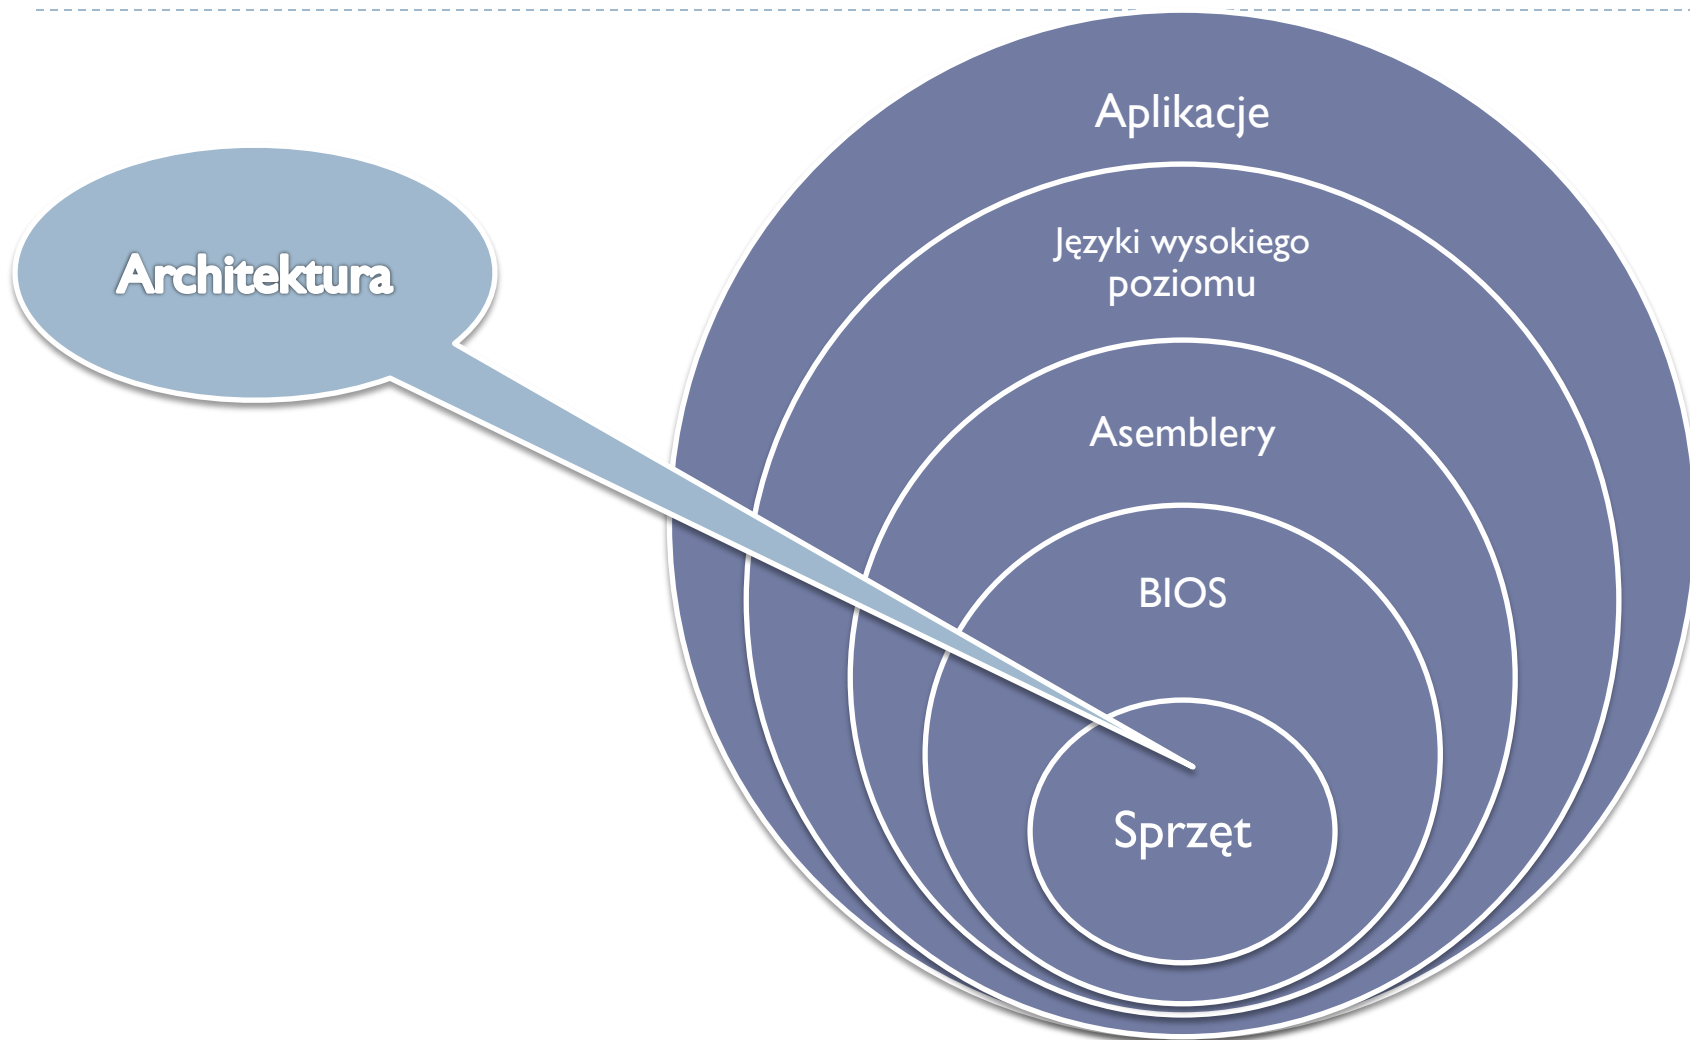 Aplikacje
Języki wysokiego
poziomu
Architektura
Asemblery
BIOS
Sprzęt